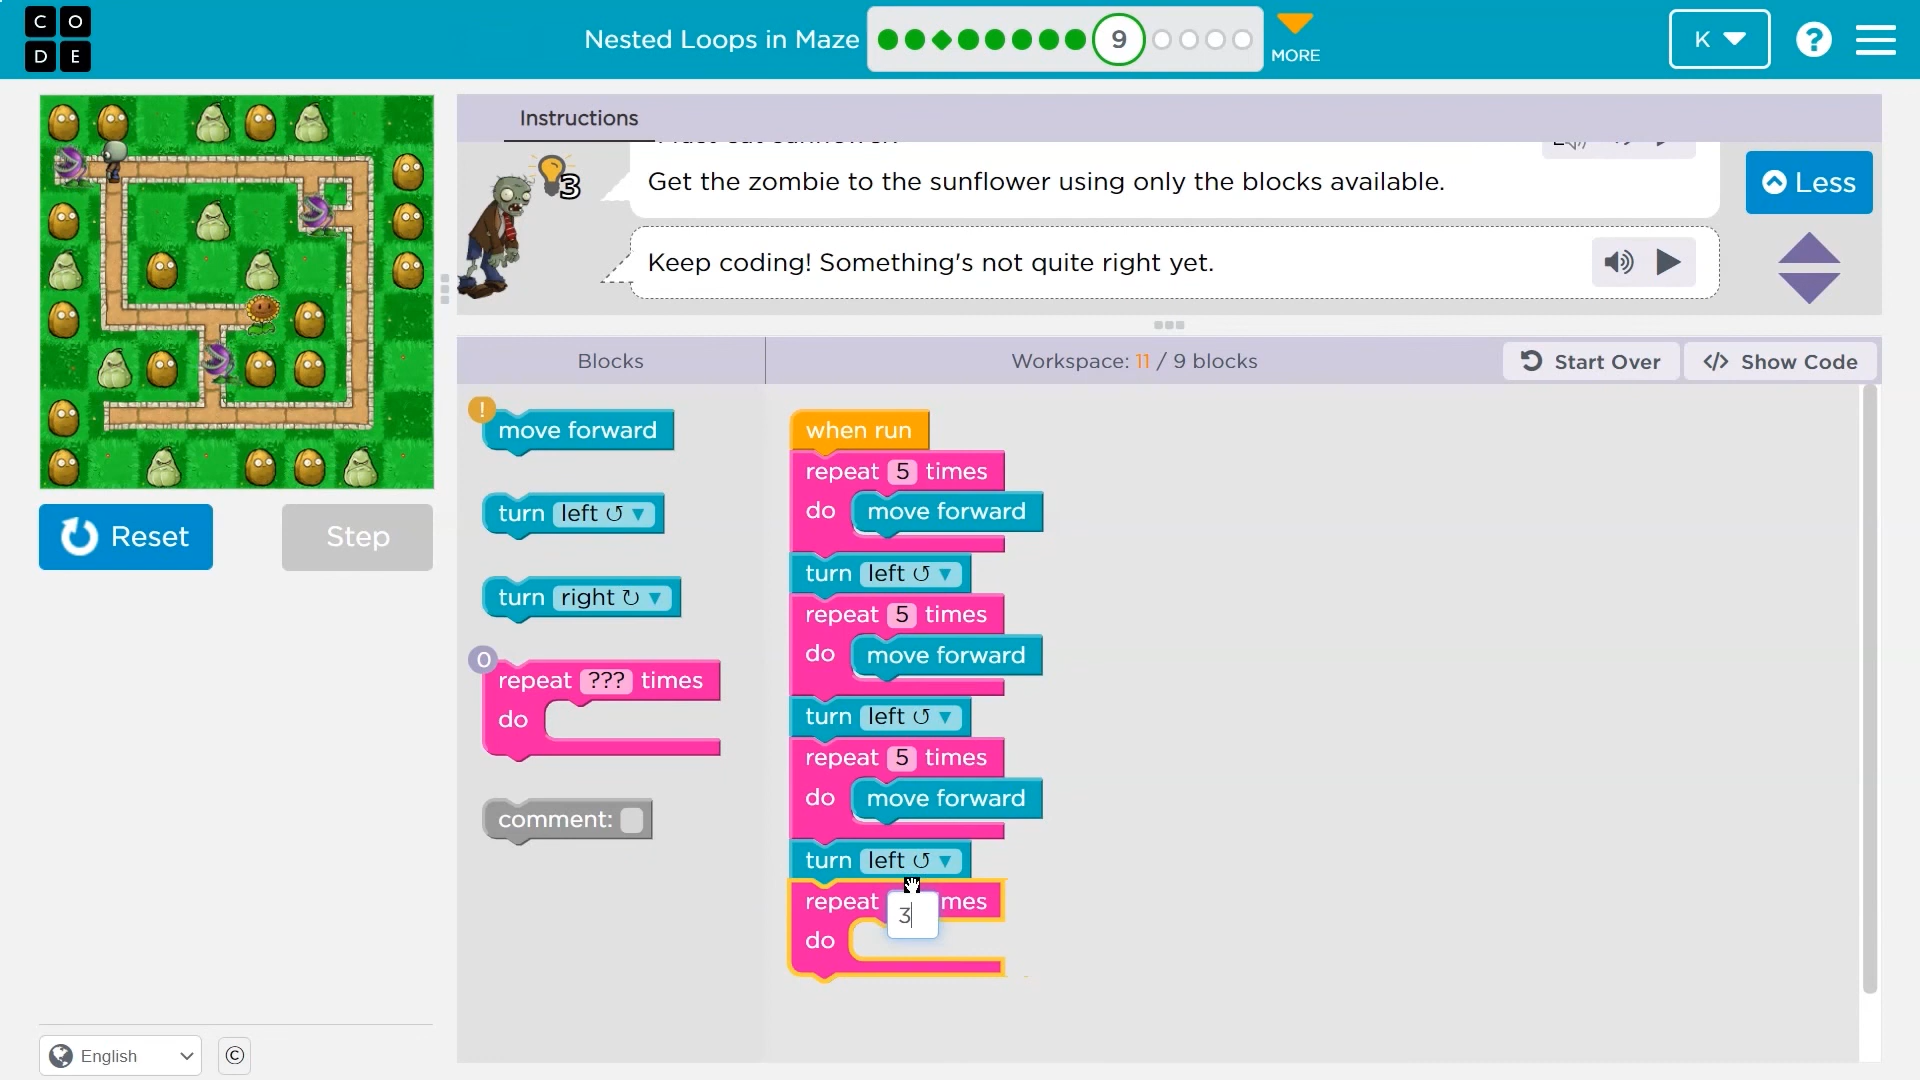 C O
D E
Nested Loops in Maze
9
MORE
K
?
Instructions
3
Get the zombie to the sunflower using only the blocks available.
Less
Keep coding! Something's not quite right yet.
Blocks
Workspace: 11 / 9 blocks
Start Over
</> Show Code
!
move forward
turn left ↺ ▼
turn right ↻ ▼
0
repeat ??? times
do
comment:
when run
repeat 5 times
do move forward
turn left ↺ ▼
repeat 5 times
do move forward
turn left ↺ ▼
repeat 5 times
do move forward
turn left ↺ ▼
repeat 3 mes
do
Reset
Step
English
©